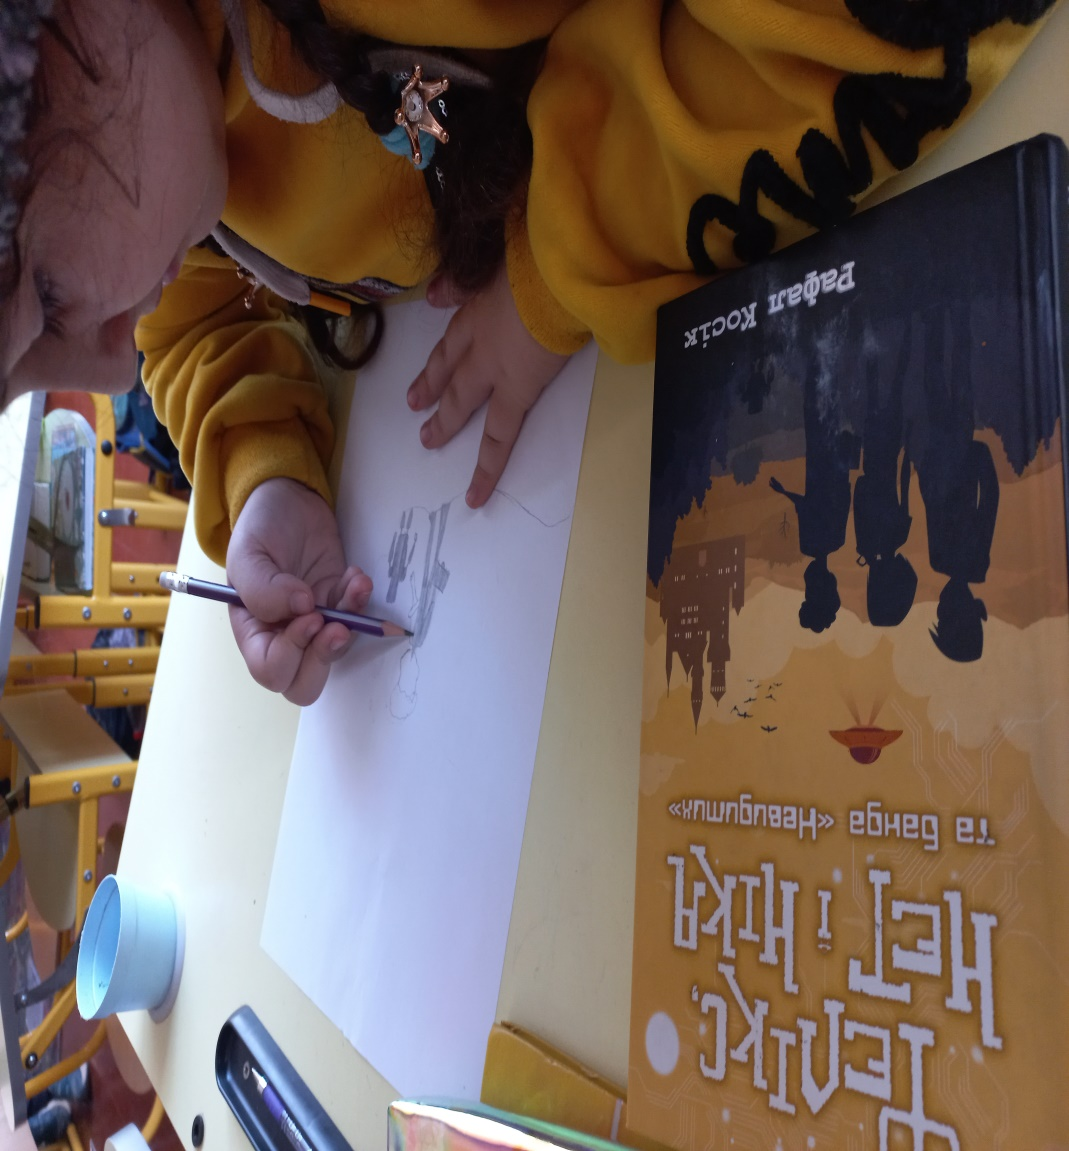 Рафал Косік
Фелікс,
Нет і Ніка
та банда «Невидимих»